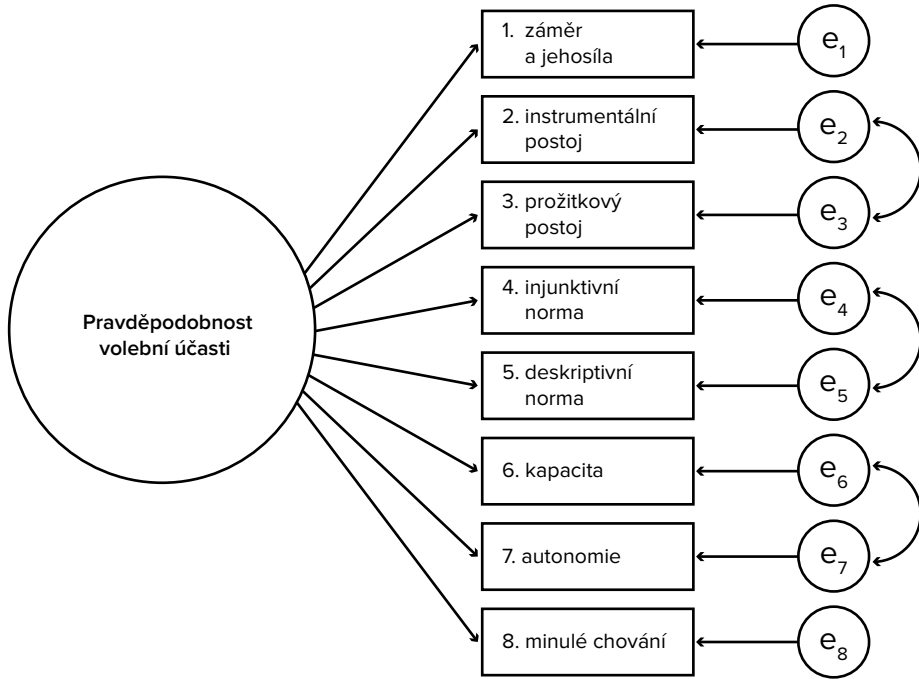 1. záměr
a jehosíla
e1
2. instrumentální
postoj
e2
3. prožitkový
postoj
e3
4. injunktivní
norma
e4
Pravděpodobnost
volební účasti
5. deskriptivní
norma
e5
6. kapacita
e6
7. autonomie
e7
8. minulé chování
e8